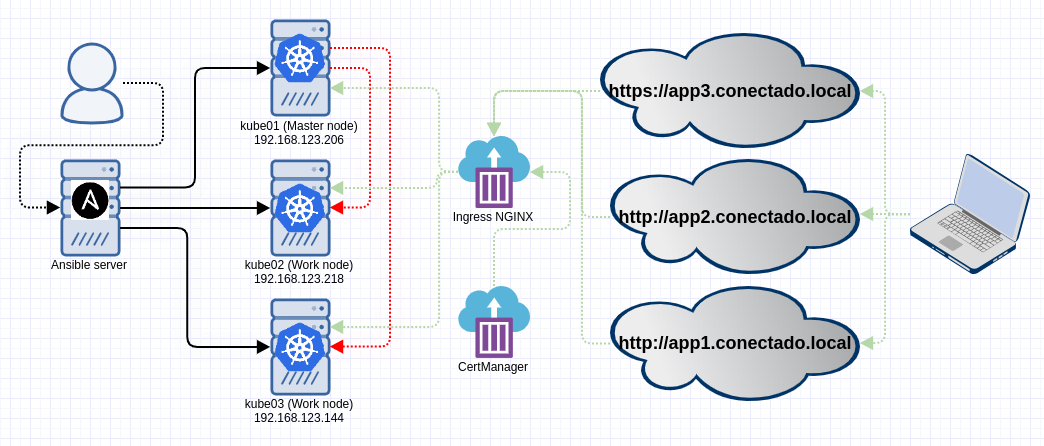 kube01 (Master node)
192.168.123.206
Ansible server
kube02 (Work node)
192.168.123.218
kube03 (Work node)
192.168.123.144
Ingress NGINX
CertManager
https://app3.conectado.local
http://app2.conectado.local
http://app1.conectado.local